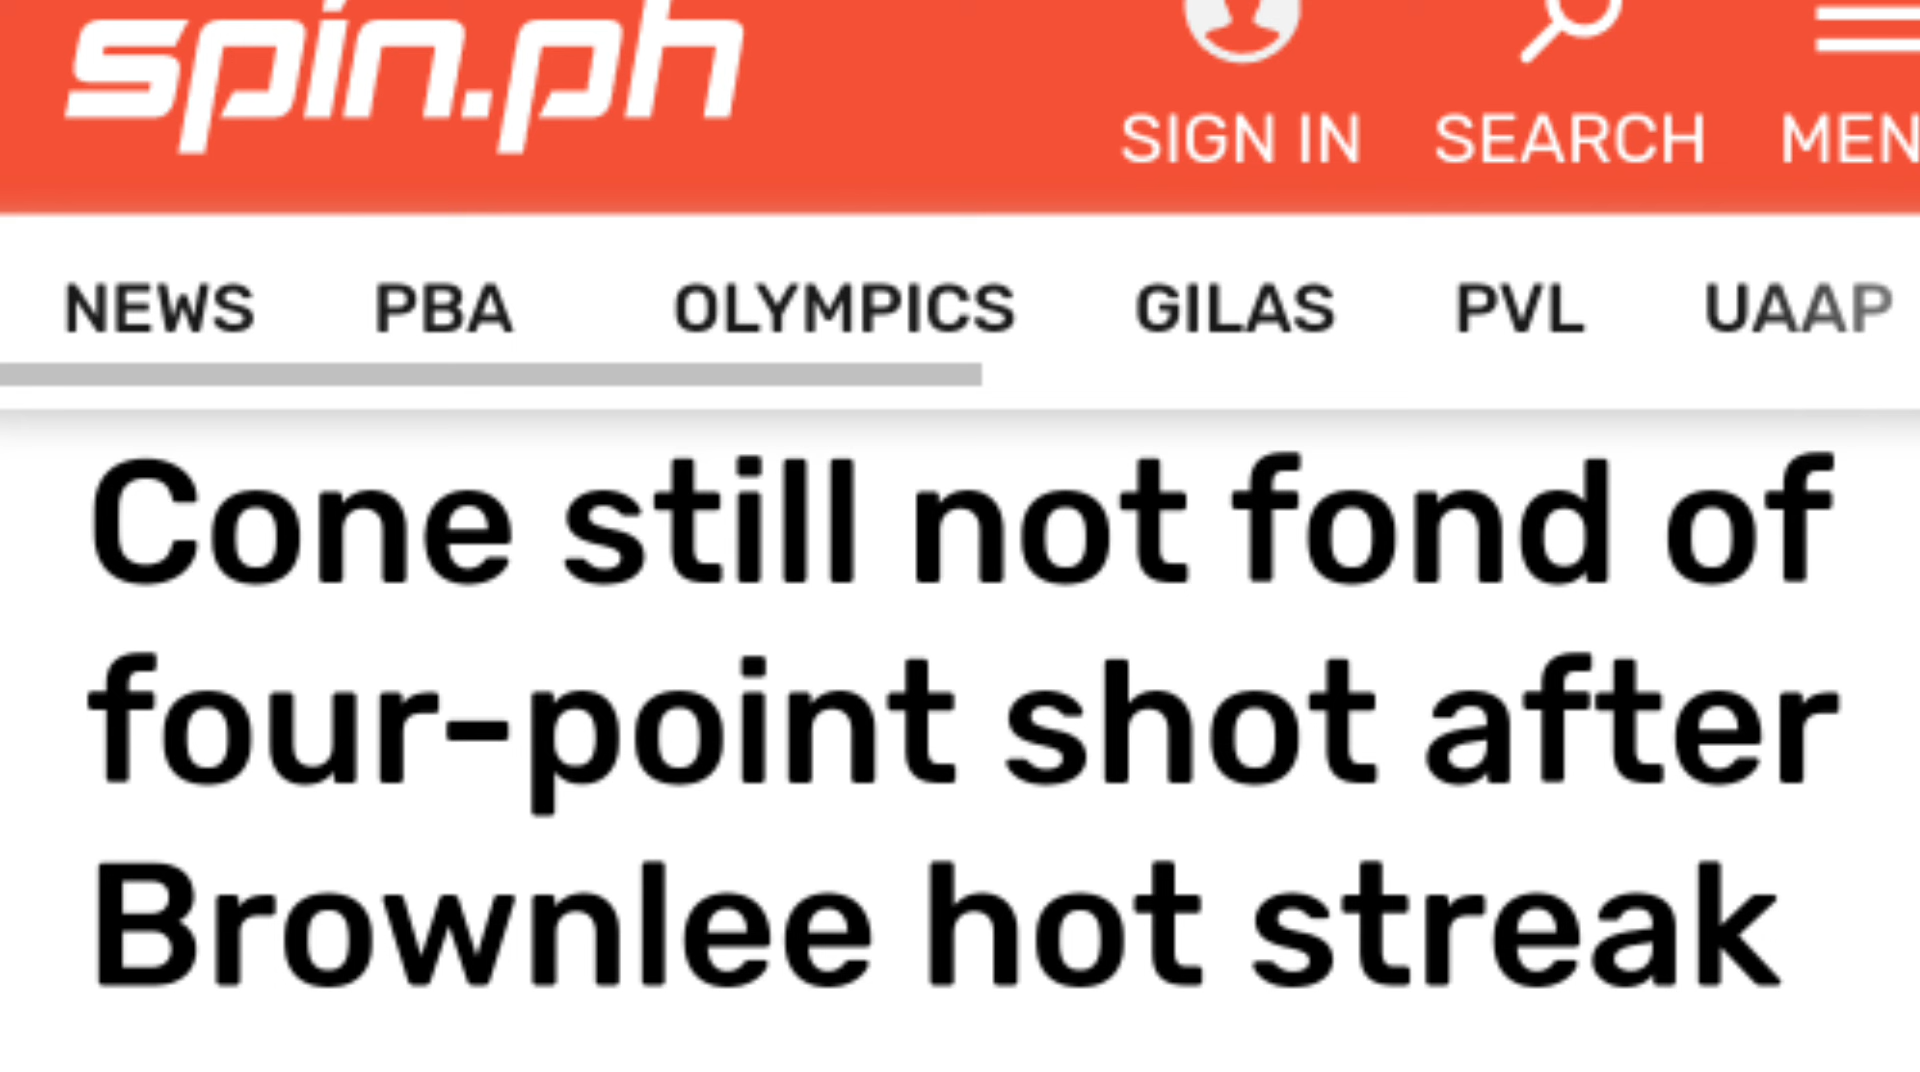 spin.ph
SIGN IN SEARCH MEN
NEWS PBA OLYMPICS GILAS PVL UAAP
Cone still not fond of
four-point shot after
Brownlee hot streak